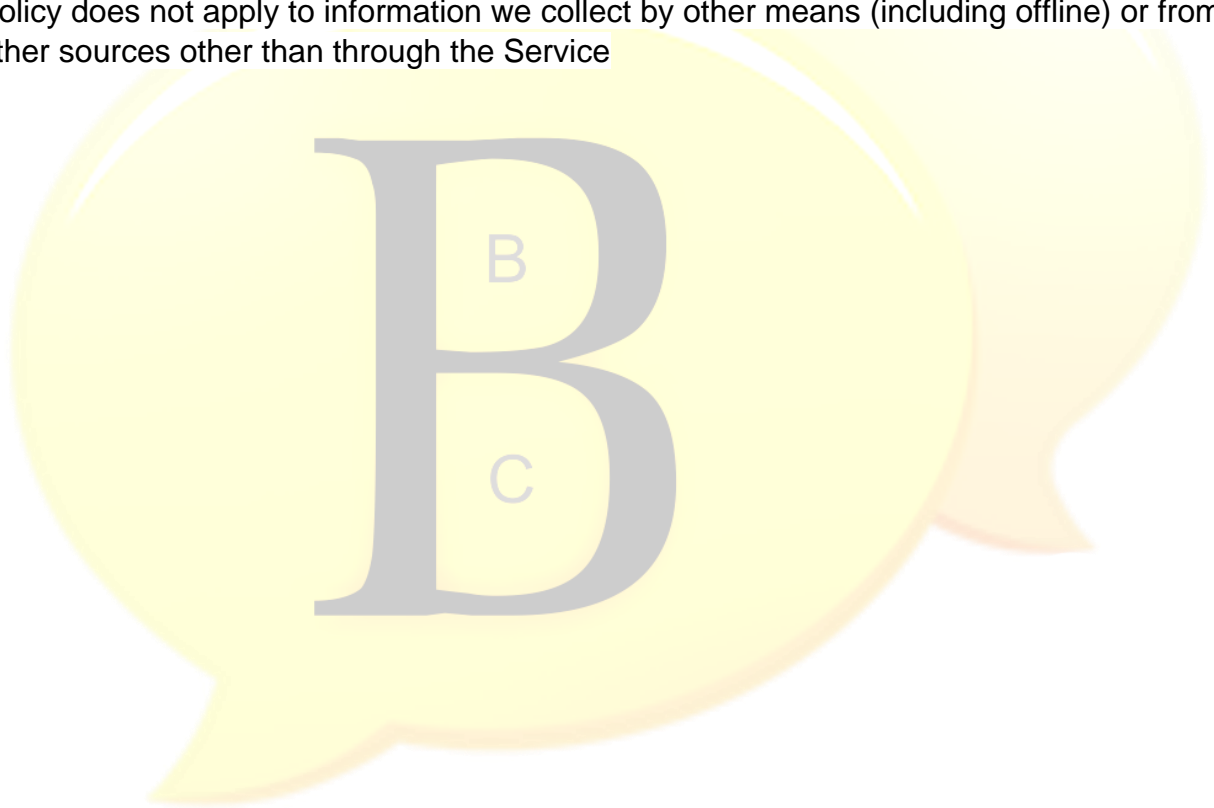 olicy does not apply to information we collect by other means (including offline) or from
ther sources other than through the Service
B
B
C